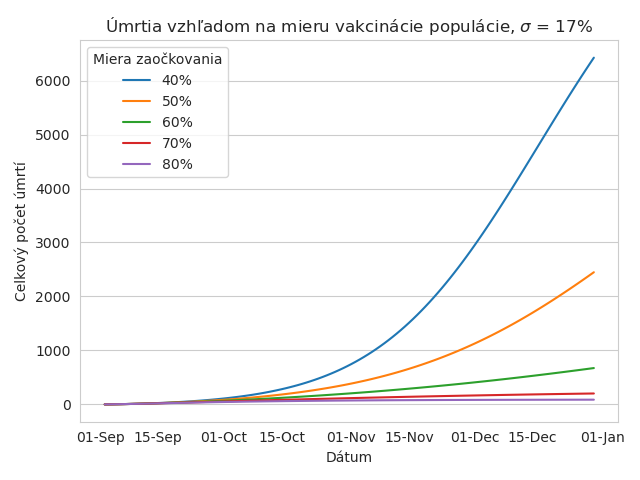 Úmrtia vzhľadom na mieru vakcinácie populácie, σ = 17%
Miera zaočkovania
40%
50%
60%
70%
80%
Celkový počet úmrtí
6000
5000
4000
3000
2000
1000
0
01-Sep 15-Sep 01-Oct 15-Oct 01-Nov 15-Nov 01-Dec 15-Dec 01-Jan
Dátum